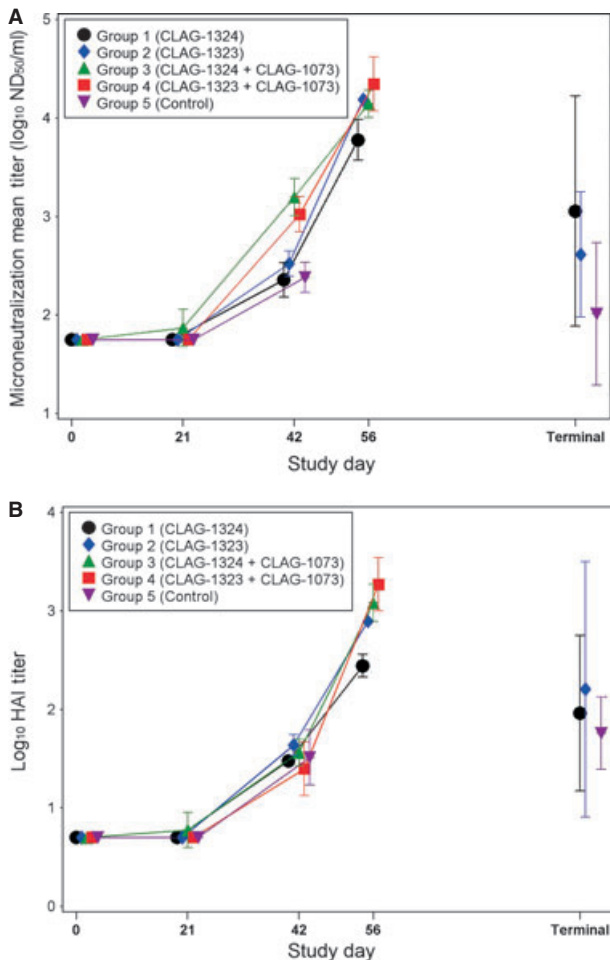 A
Microneutralization mean titer (log₁₀ ND₅₀/ml)
5
4
3
2
1
Group 1 (CLAG-1324)
Group 2 (CLAG-1323)
Group 3 (CLAG-1324 + CLAG-1073)
Group 4 (CLAG-1323 + CLAG-1073)
Group 5 (Control)
0 21 42 56 Terminal
Study day
B
Log₁₀ HAI titer
4
3
2
1
0
Group 1 (CLAG-1324)
Group 2 (CLAG-1323)
Group 3 (CLAG-1324 + CLAG-1073)
Group 4 (CLAG-1323 + CLAG-1073)
Group 5 (Control)
0 21 42 56 Terminal
Study day